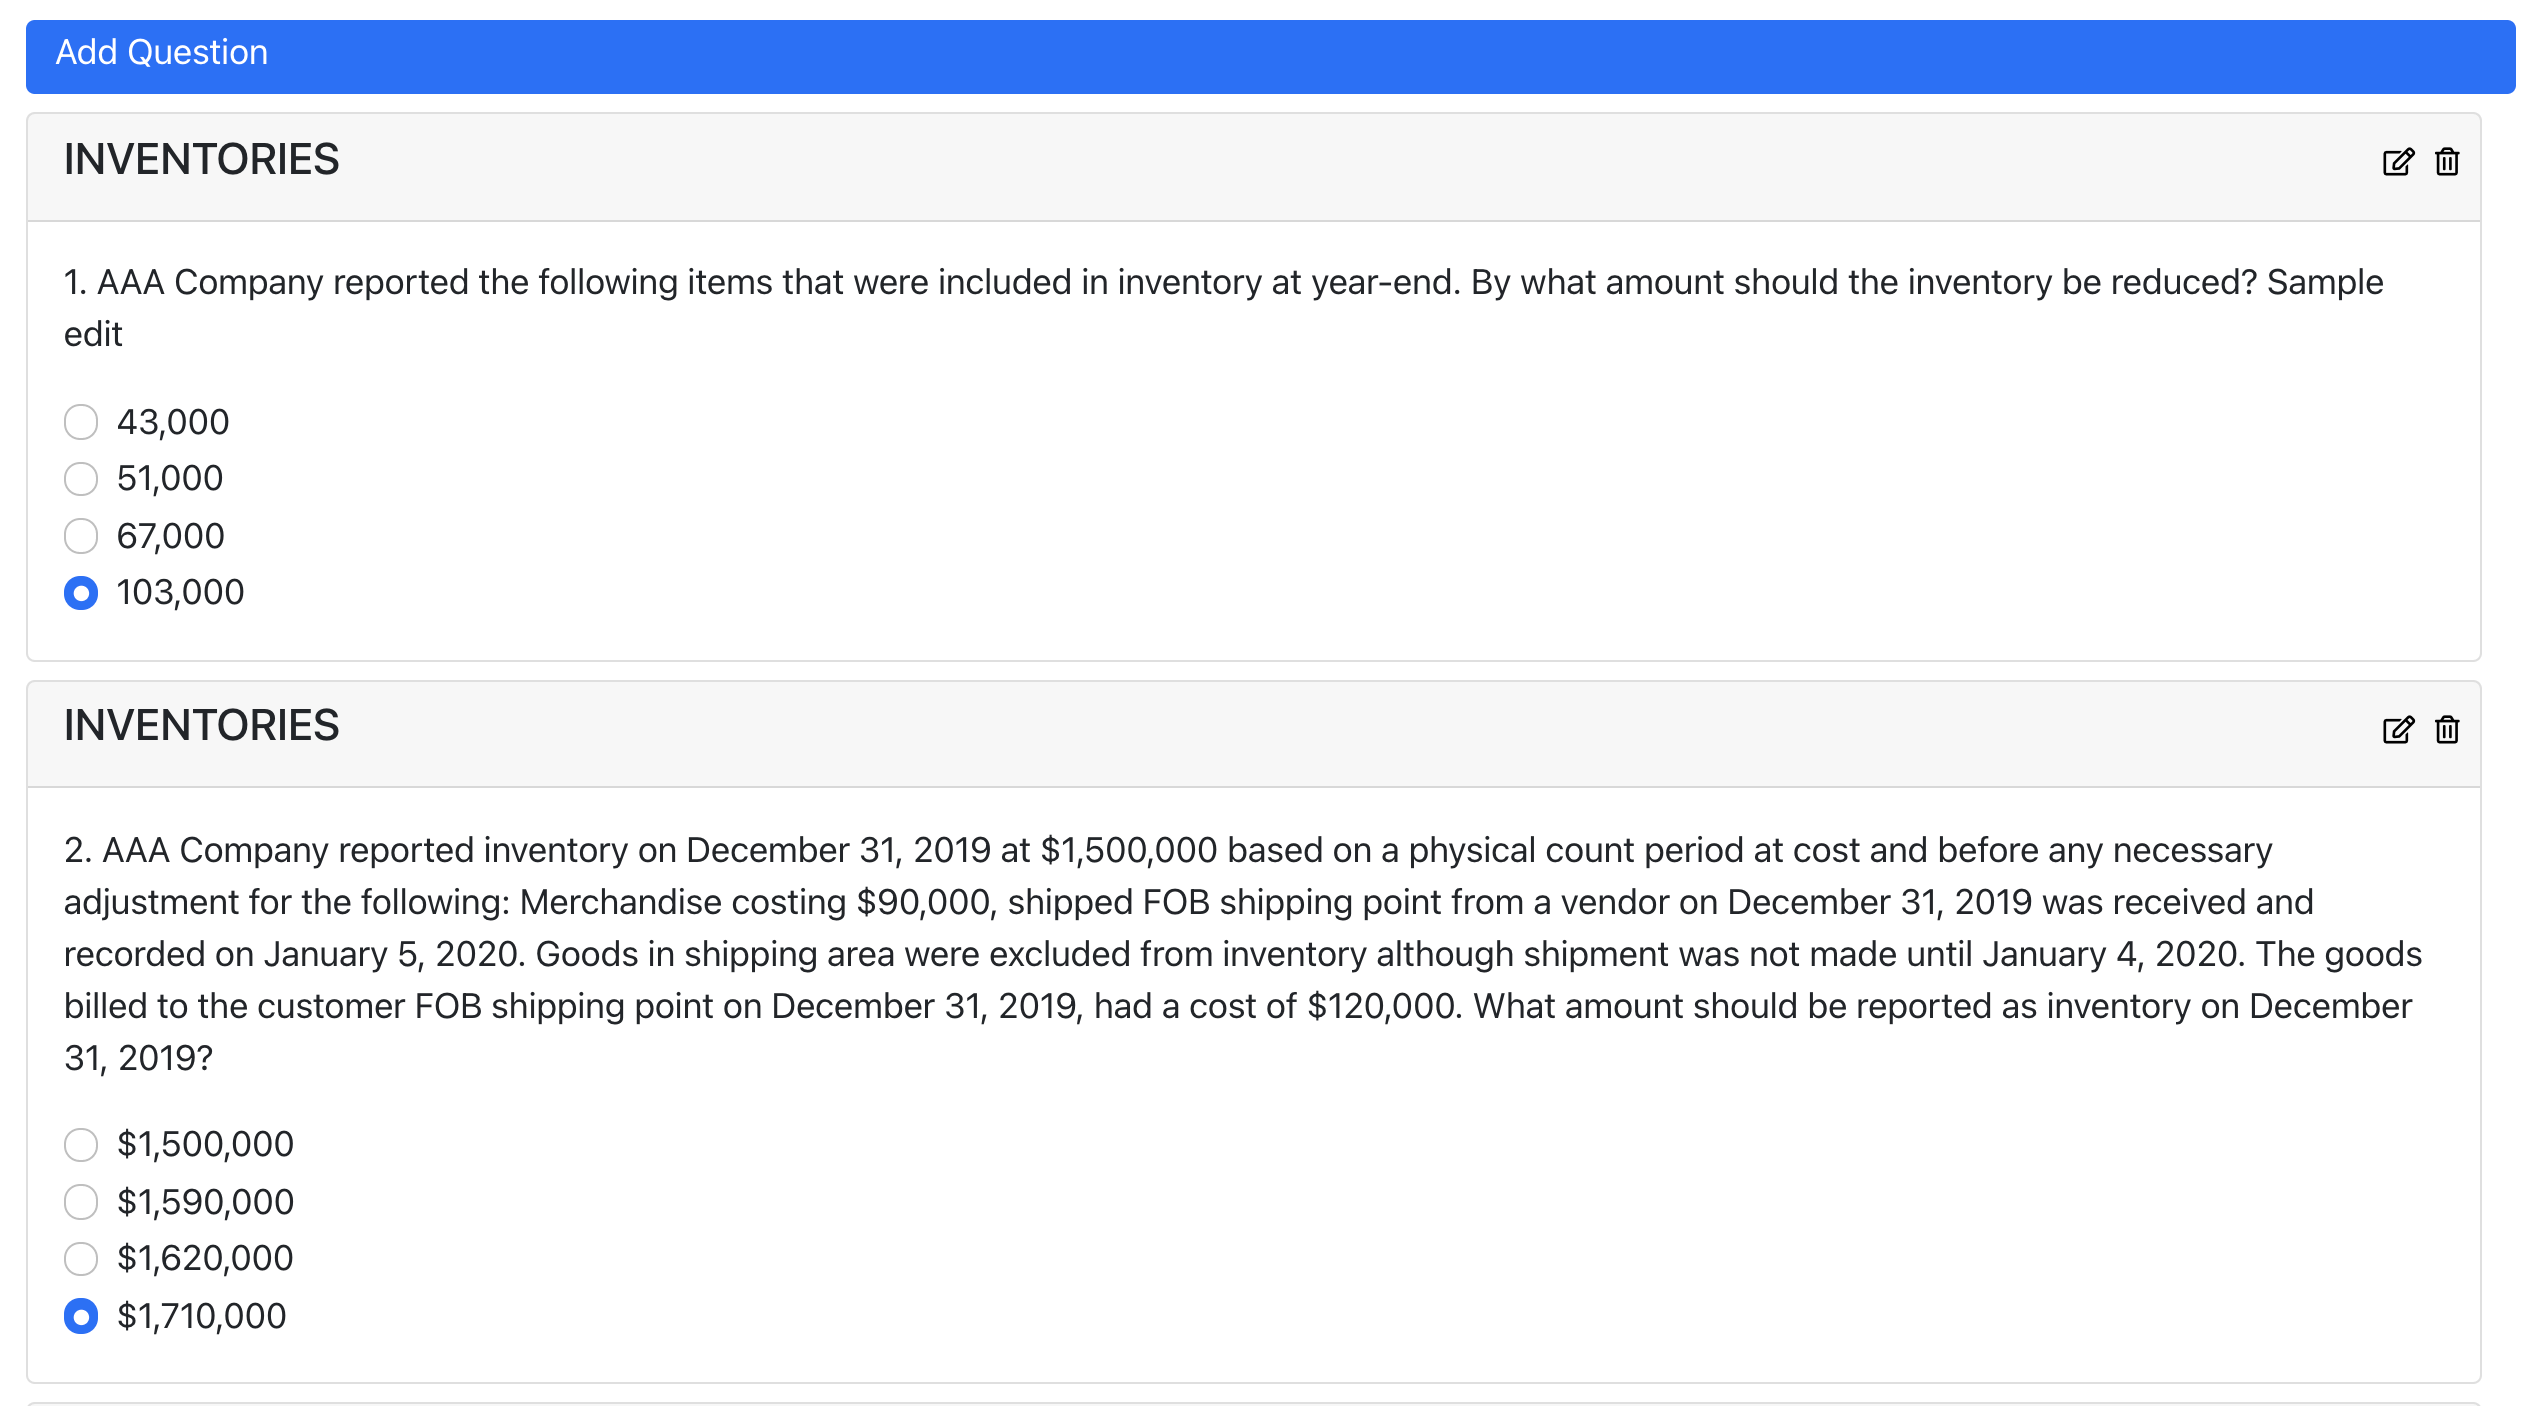 Add Question
INVENTORIES
1. AAA Company reported the following items that were included in inventory at year-end. By what amount should the inventory be reduced? Sample
edit
43,000
51,000
67,000
103,000
INVENTORIES
2. AAA Company reported inventory on December 31, 2019 at $1,500,000 based on a physical count period at cost and before any necessary
adjustment for the following: Merchandise costing $90,000, shipped FOB shipping point from a vendor on December 31, 2019 was received and
recorded on January 5, 2020. Goods in shipping area were excluded from inventory although shipment was not made until January 4, 2020. The goods
billed to the customer FOB shipping point on December 31, 2019, had a cost of $120,000. What amount should be reported as inventory on December
31, 2019?
$1,500,000
$1,590,000
$1,620,000
$1,710,000